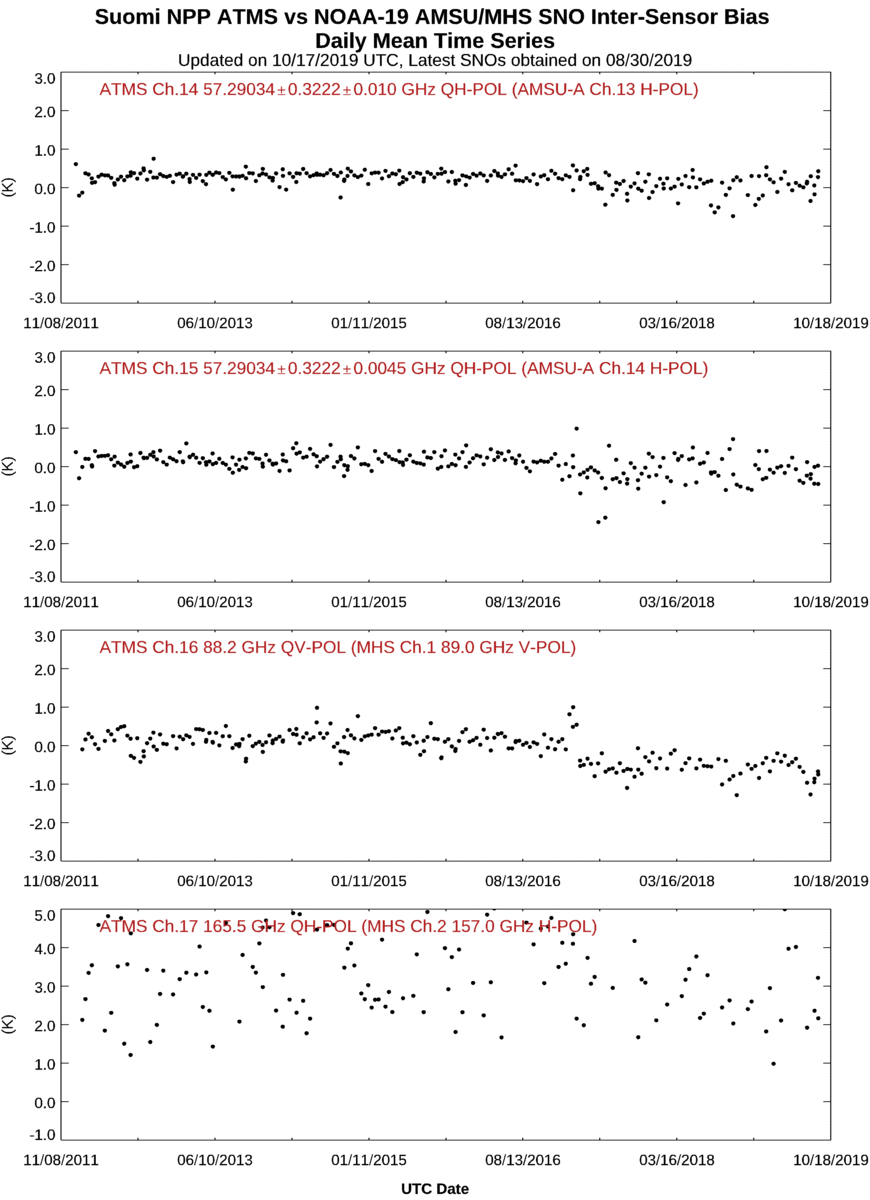 Suomi NPP ATMS vs NOAA-19 AMSU/MHS SNO Inter-Sensor Bias
Daily Mean Time Series
Updated on 10/17/2019 UTC, Latest SNOs obtained on 08/30/2019
ATMS Ch.14 57.29034±0.3222±0.010 GHz QH-POL (AMSU-A Ch.13 H-POL)
3.0
2.0
1.0
0.0
-1.0
-2.0
-3.0
(K)
11/08/2011 06/10/2013 01/11/2015 08/13/2016 03/16/2018 10/18/2019
ATMS Ch.15 57.29034±0.3222±0.0045 GHz QH-POL (AMSU-A Ch.14 H-POL)
3.0
2.0
1.0
0.0
-1.0
-2.0
-3.0
(K)
11/08/2011 06/10/2013 01/11/2015 08/13/2016 03/16/2018 10/18/2019
ATMS Ch.16 88.2 GHz QV-POL (MHS Ch.1 89.0 GHz V-POL)
3.0
2.0
1.0
0.0
-1.0
-2.0
-3.0
(K)
11/08/2011 06/10/2013 01/11/2015 08/13/2016 03/16/2018 10/18/2019
ATMS Ch.17 165.5 GHz QH-POL (MHS Ch.2 157.0 GHz H-POL)
5.0
4.0
3.0
2.0
1.0
0.0
-1.0
(K)
11/08/2011 06/10/2013 01/11/2015 08/13/2016 03/16/2018 10/18/2019
UTC Date